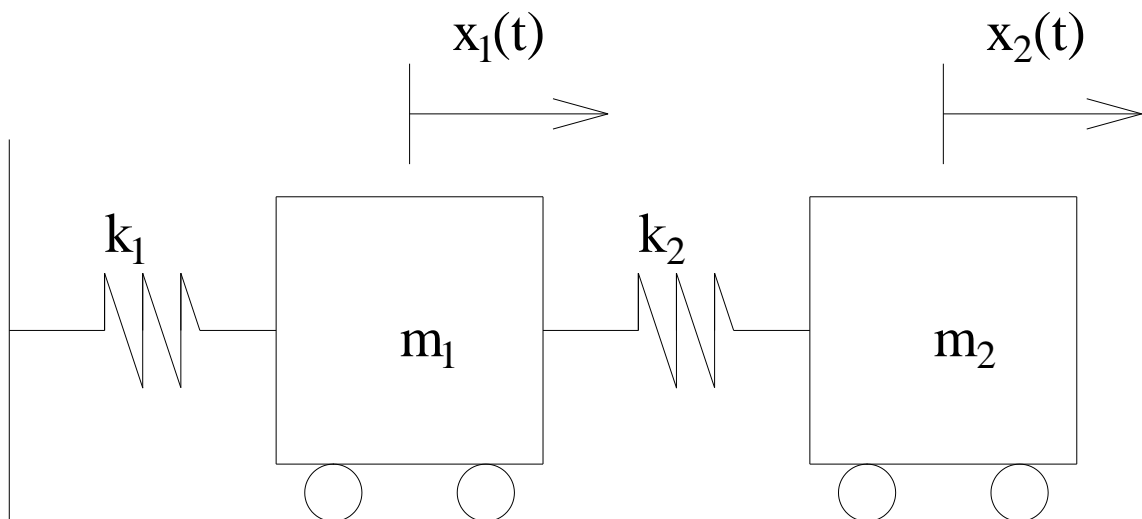 x₁(t) x₂(t)
k₁ k₂
m₁ m₂